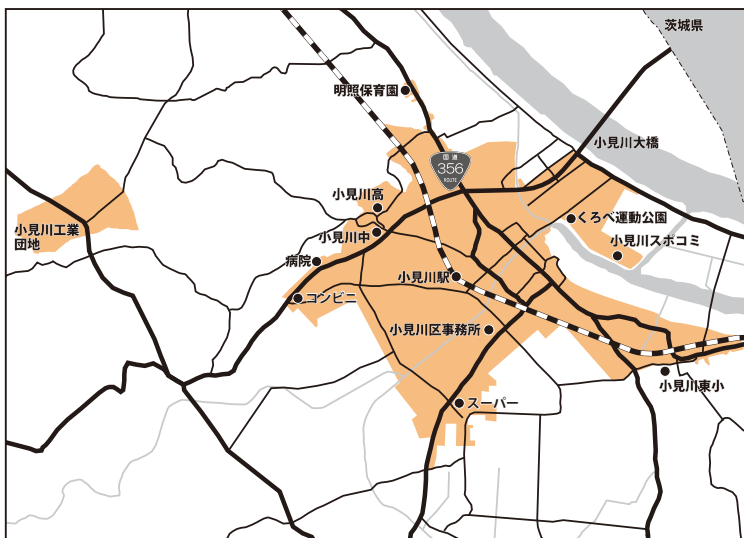 茨城県
明照保育園
小見川大橋
国道
356
ROUTE
小見川高
くろべ運動公園
小見川工業
団地
小見川中
小見川スポコミ
病院
小見川駅
コンビニ
小見川区事務所
小見川東小
スーパー